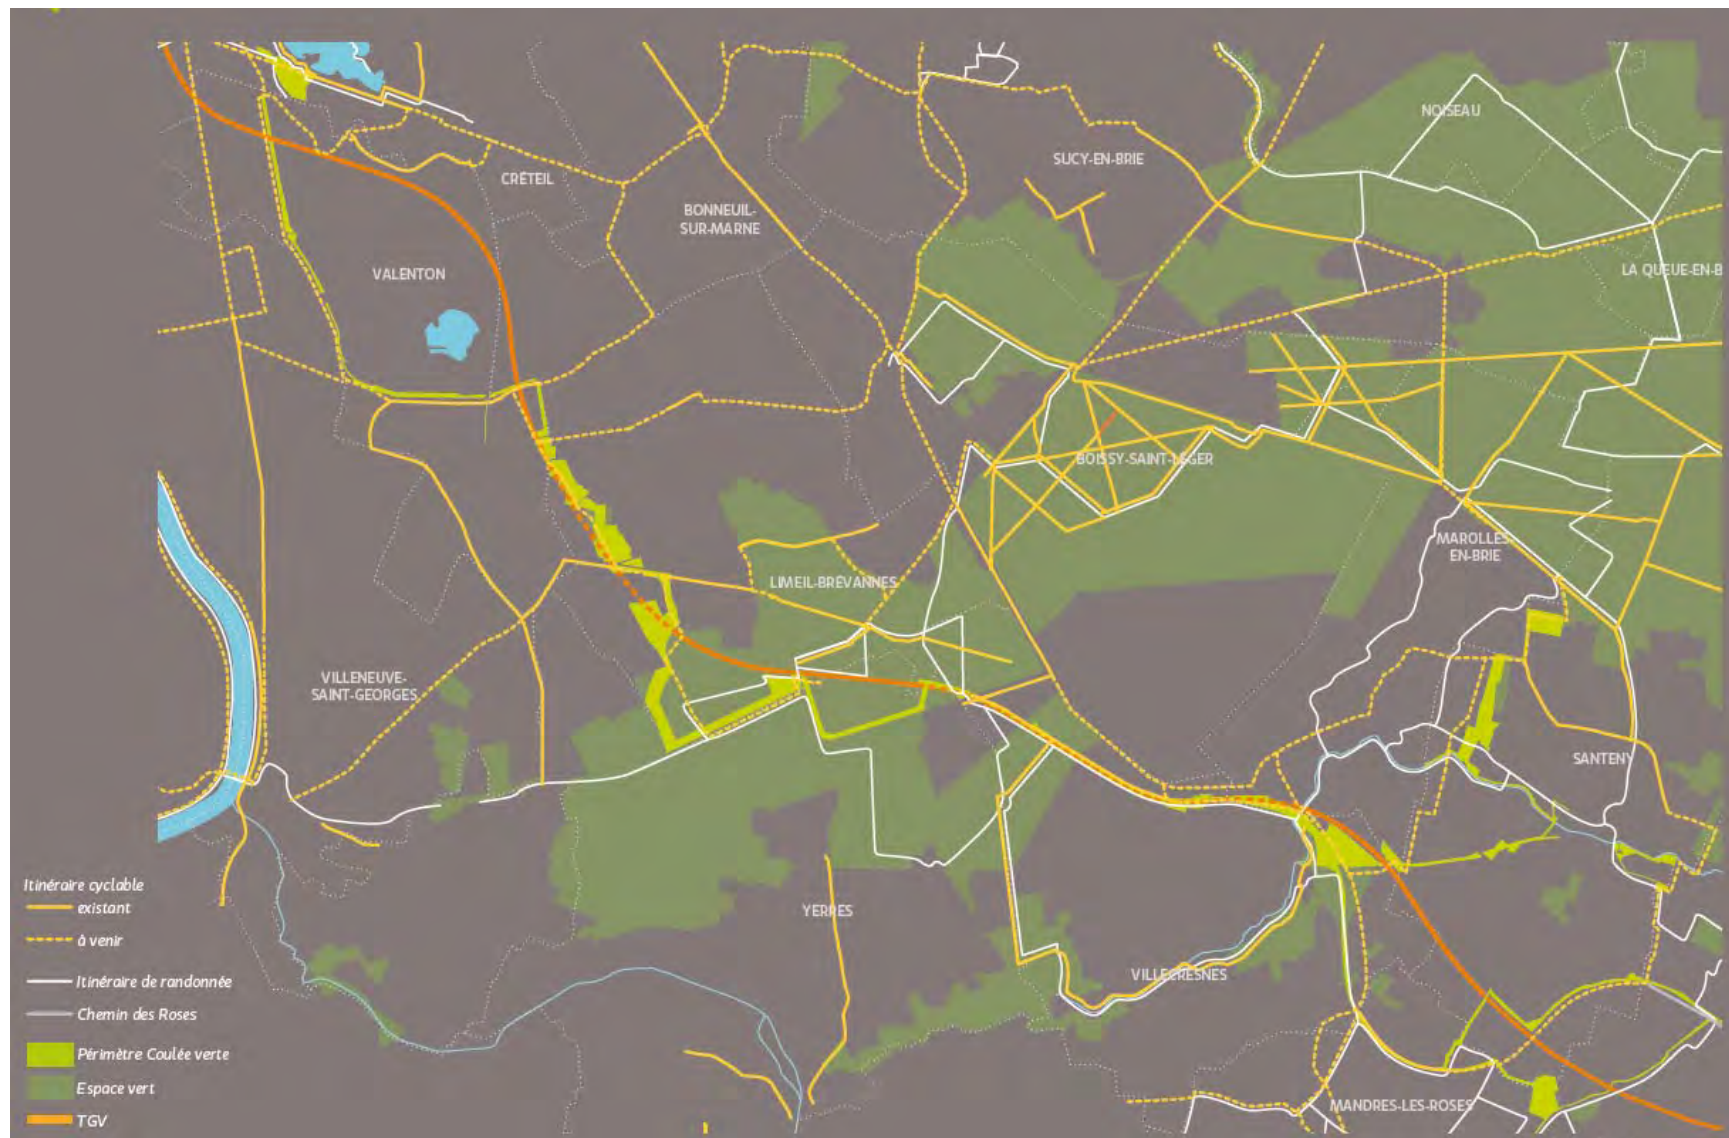 NOISEAU
SUCY-EN-BRIE
CRÉTEIL
BONNEUIL-
SUR-MARNE
VALENTON
LA QUEUE-EN-B
BOISSY-SAINT-LÉGER
MAROLLES-
EN-BRIE
LIMEIL-BRÉVANNES
VILLENEUVE-
SAINT-GEORGES
SANTENY
YERRES
VILLECRESNES
MANDRES-LES-ROSES
Itinéraire cyclable
existant
à venir
Itinéraire de randonnée
Chemin des Roses
Périmètre Coulée verte
Espace vert
TGV